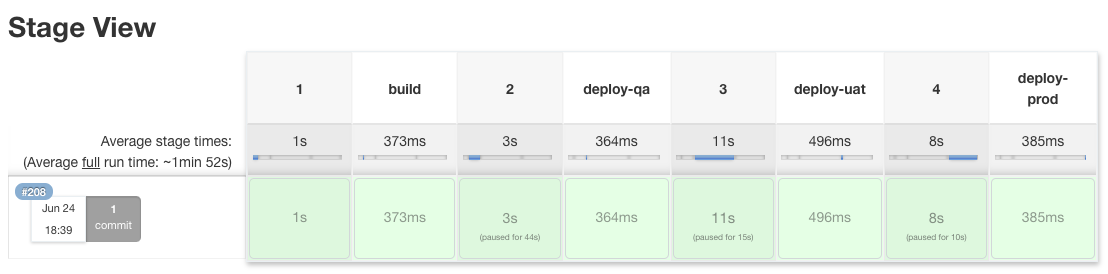 Stage View
1 build 2 deploy-qa 3 deploy-uat 4 deploy-
prod
Average stage times:
(Average full run time: ~1min 52s)
1s 373ms 3s 364ms 11s 496ms 8s 385ms
#208
Jun 24
18:39
1
commit
1s 373ms 3s 364ms 11s 496ms 8s 385ms
(paused for 44s) (paused for 15s) (paused for 10s)